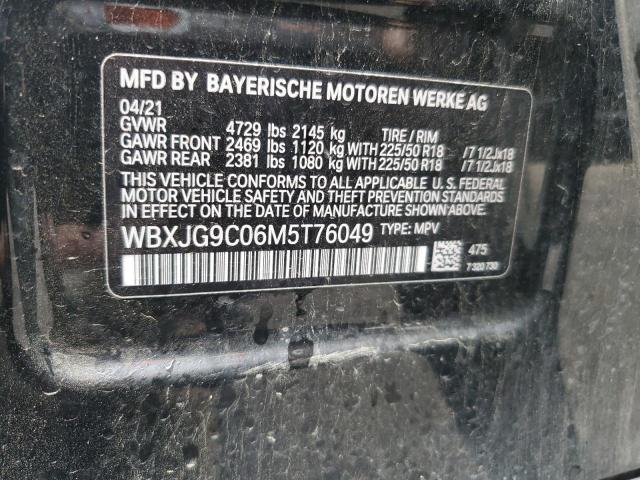 MFD BY BAYERISCHE MOTOREN WERKE AG
04/21
GVWR 4729 lbs 2145 kg TIRE / RIM
GAWR FRONT 2469 lbs 1120 kg WITH 225/50 R18 /7 1/2Jx18
GAWR REAR 2381 lbs 1080 kg WITH 225/50 R18 /7 1/2Jx18
THIS VEHICLE CONFORMS TO ALL APPLICABLE U. S. FEDERAL
MOTOR VEHICLE SAFETY AND THEFT PREVENTION STANDARDS
IN EFFECT ON THE DATE OF MANUFACTURE SHOWN ABOVE.
WBXJG9C06M5T76049 TYPE: MPV
475
7 320 730